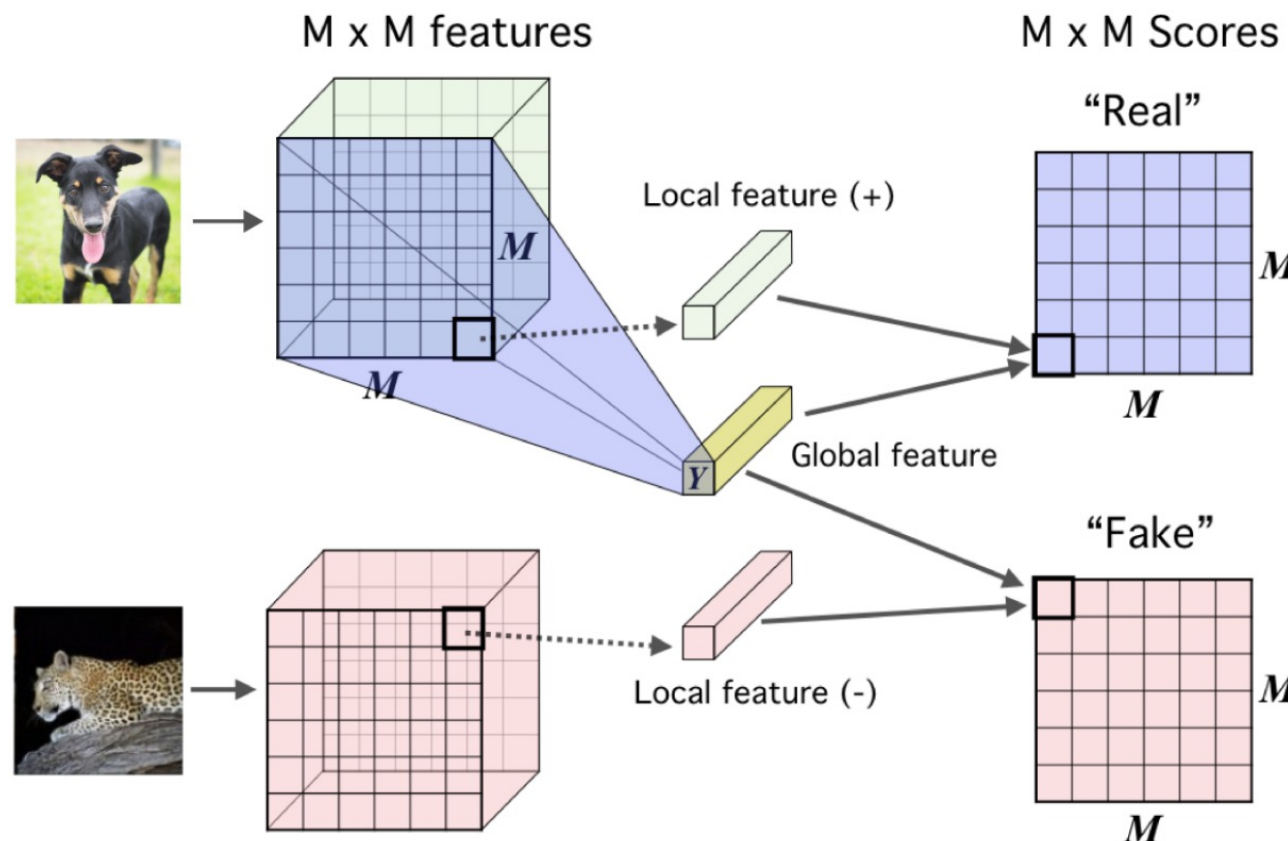 M x M features
M x M Scores
“Real”
Local feature (+)
M
M
M
M
Global feature
Y
“Fake”
Local feature (-)
M
M